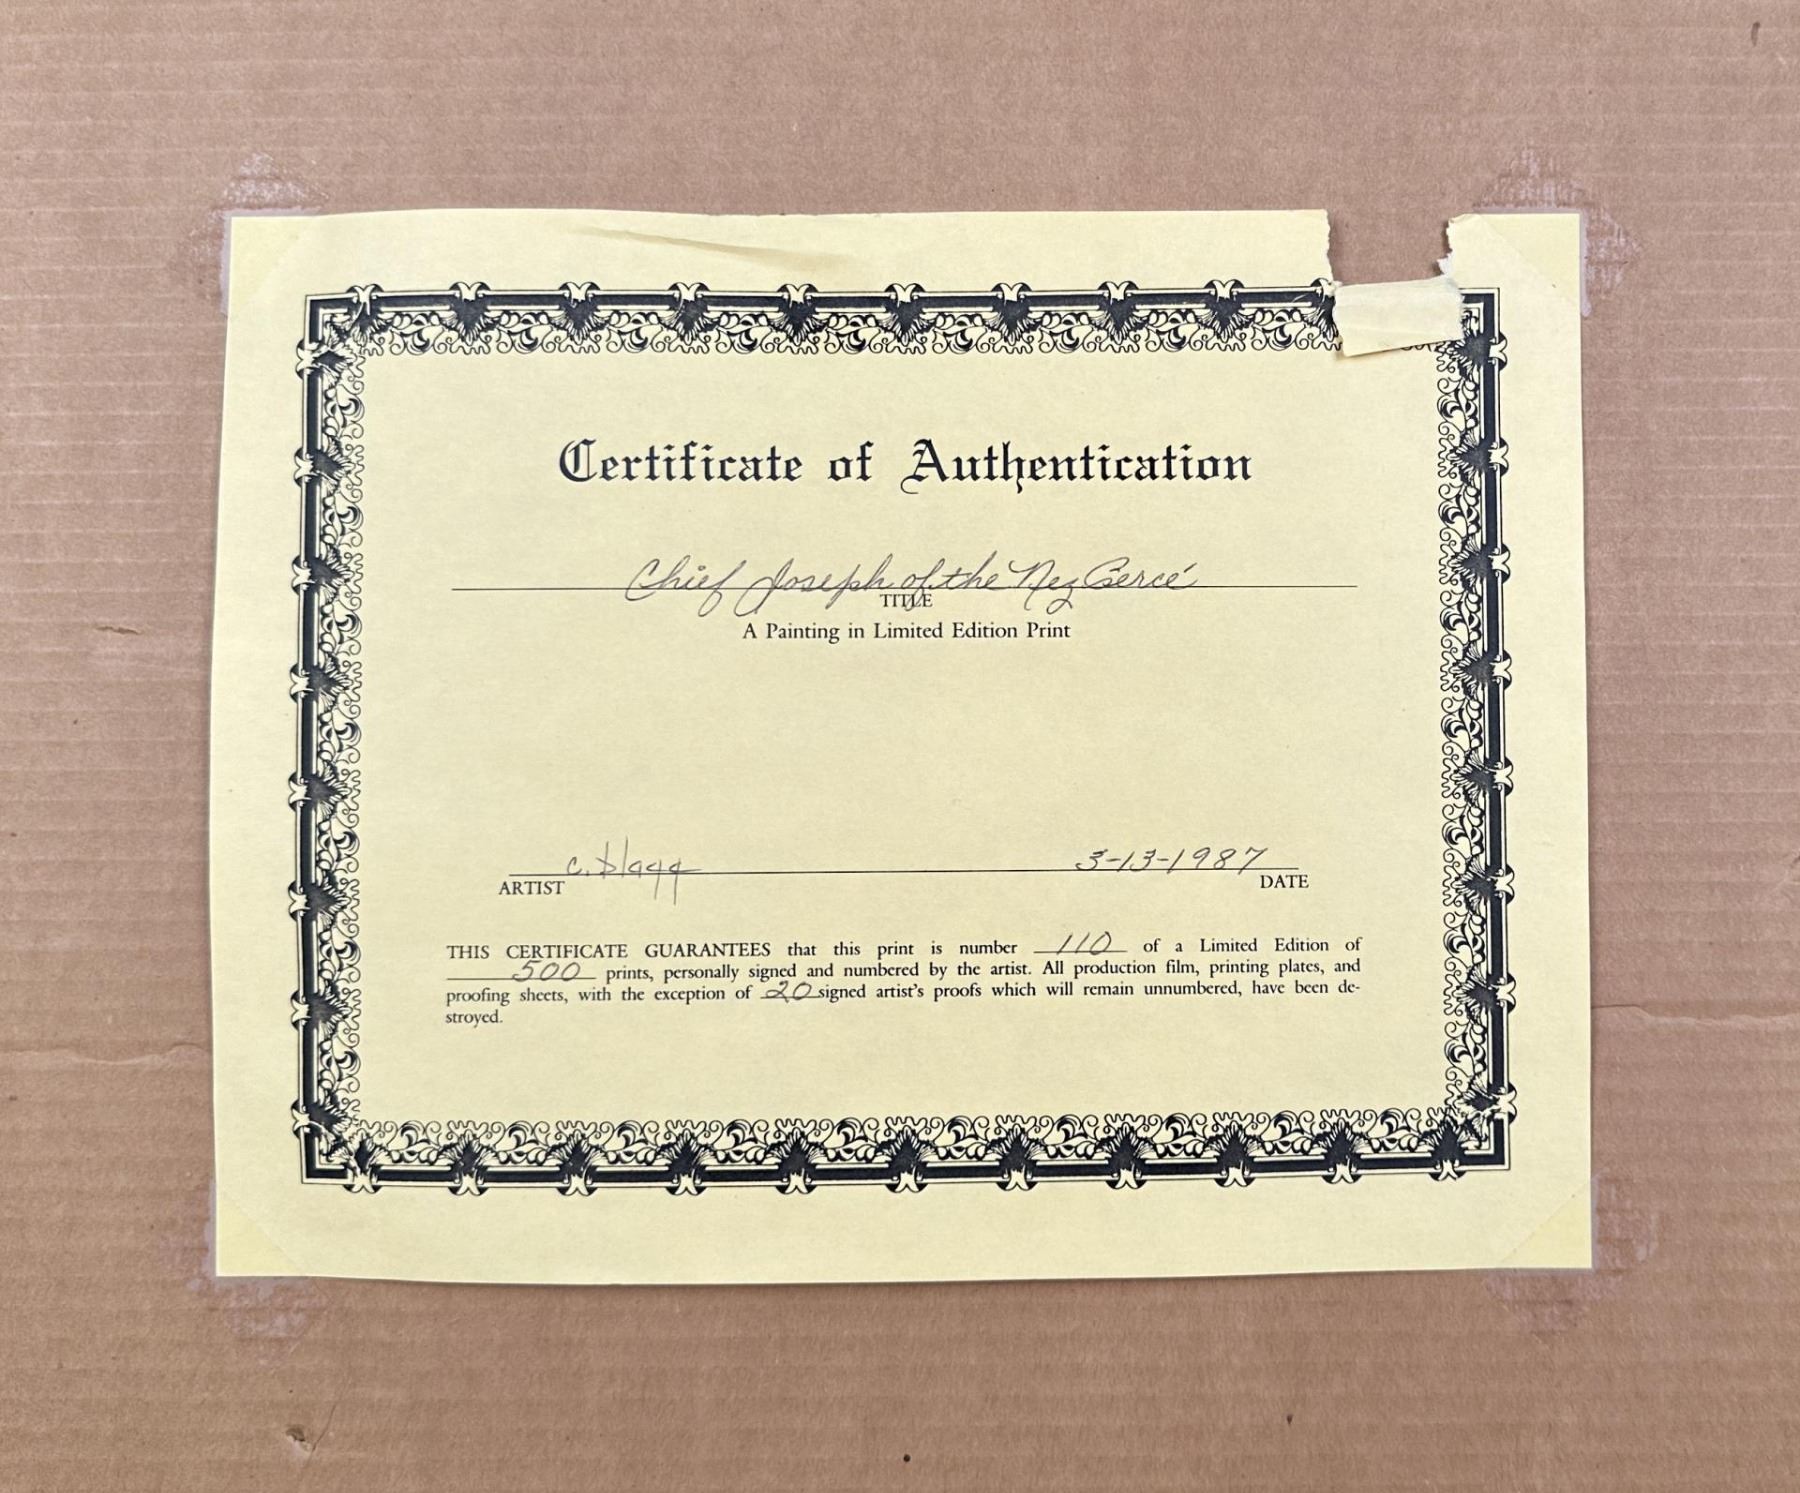 Certificate of Authentication
Chief Joseph of the Nez Percé
TITLE
A Painting in Limited Edition Print
c. blagg 3-13-1987
ARTIST DATE
THIS CERTIFICATE GUARANTEES that this print is number 110 of a Limited Edition of
500 prints, personally signed and numbered by the artist. All production film, printing plates, and
proofing sheets, with the exception of 20 signed artist's proofs which will remain unnumbered, have been de-
stroyed.